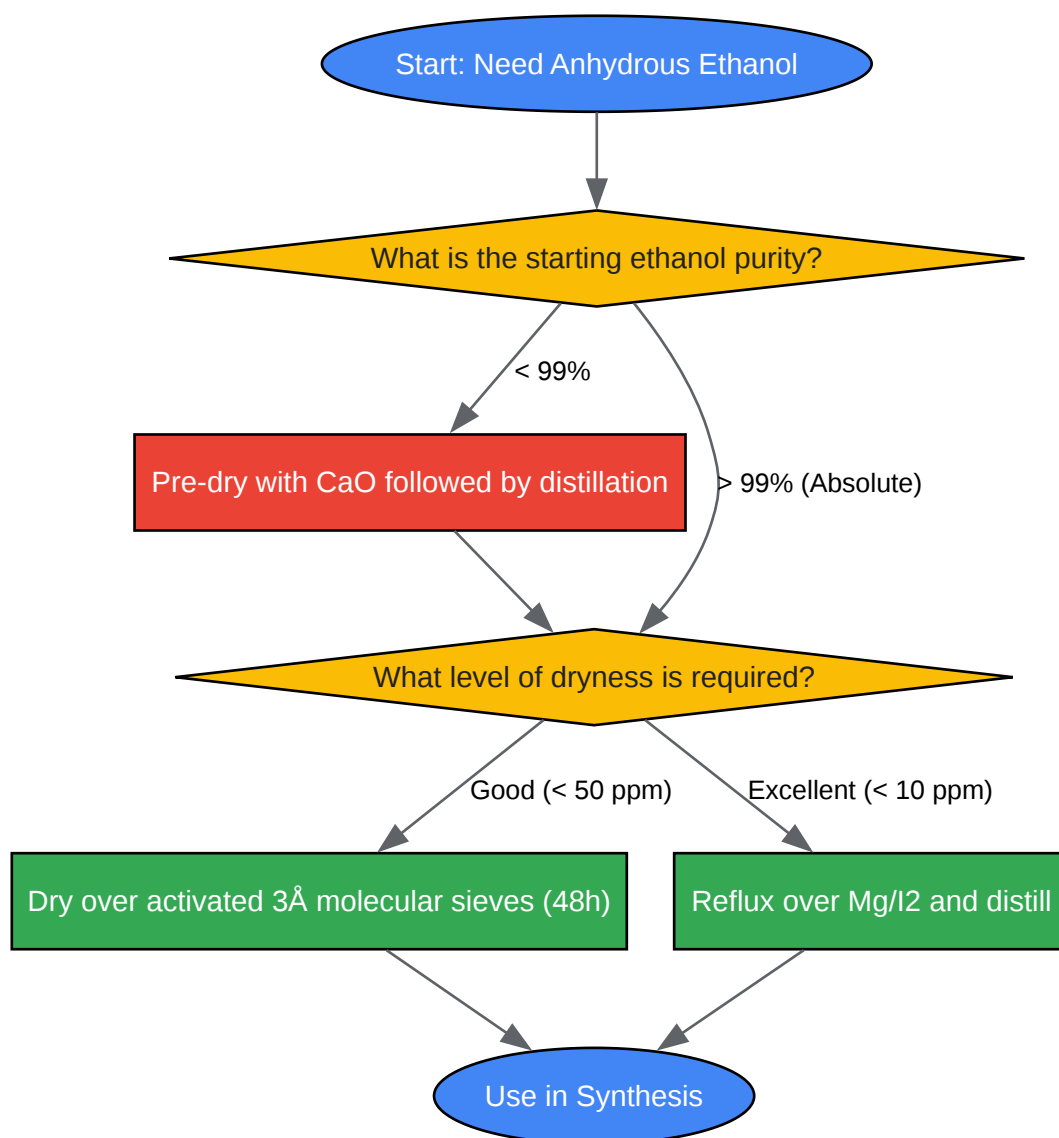 Start: Need Anhydrous Ethanol
What is the starting ethanol purity?
< 99%
Pre-dry with CaO followed by distillation
> 99% (Absolute)
What level of dryness is required?
Good (< 50 ppm)
Excellent (< 10 ppm)
Dry over activated 3Å molecular sieves (48h)
Reflux over Mg/I2 and distill
Use in Synthesis